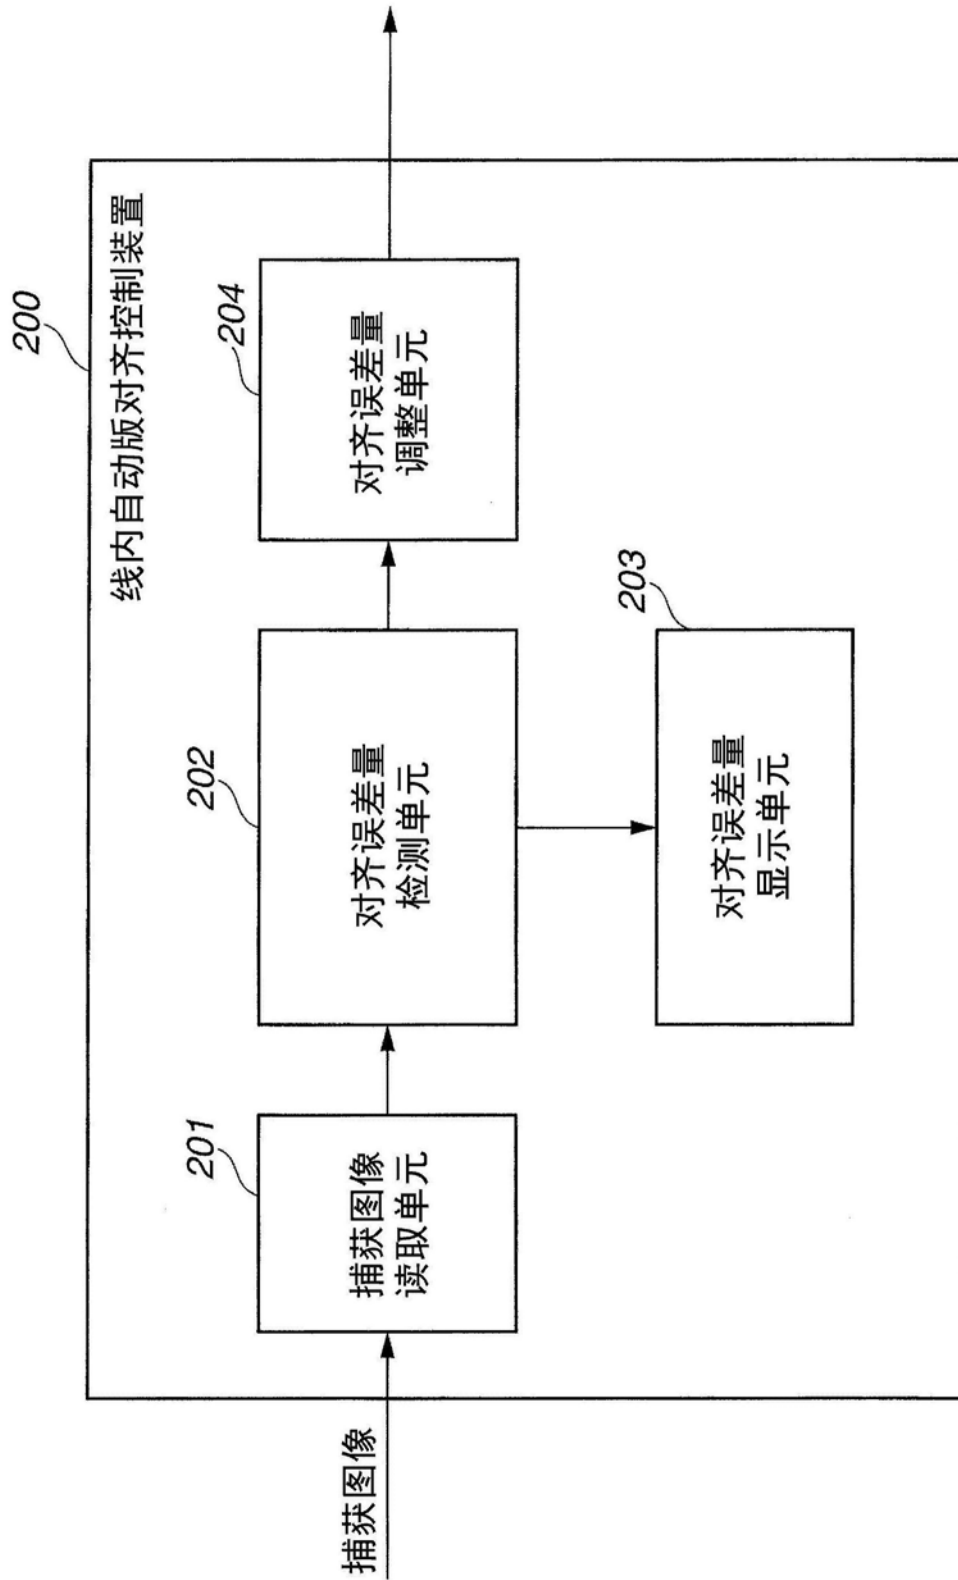 200
线内自动版对齐控制装置
捕获图像
201
捕获图像
读取单元
202
对齐误差量
检测单元
204
对齐误差量
调整单元
203
对齐误差量
显示单元